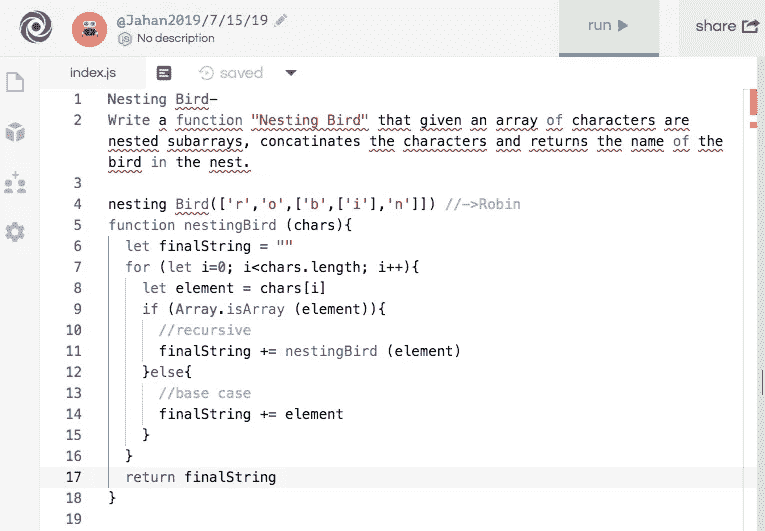 @Jahan2019/7/15/19
No description
run
share
index.js
saved
1 Nesting Bird-
2 Write a function "Nesting Bird" that given an array of characters are
nested subarrays, concatinates the characters and returns the name of the
bird in the nest.
3
4 nesting Bird(['r','o',['b',['i'],'n']]) //->Robin
5 function nestingBird (chars){
6 let finalString = ""
7 for (let i=0; i<chars.length; i++){
8 let element = chars[i]
9 if (Array.isArray (element)){
10 //recursive
11 finalString += nestingBird (element)
12 }else{
13 //base case
14 finalString += element
15 }
16 }
17 return finalString
18 }
19